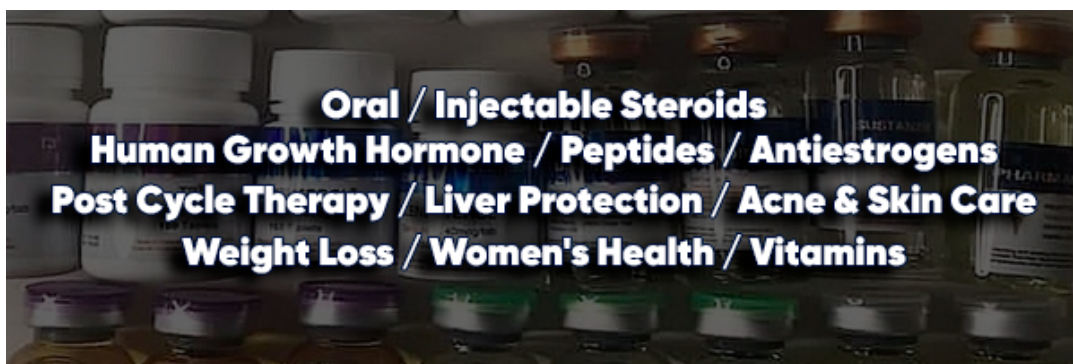 Oral / Injectable Steroids
Human Growth Hormone / Peptides / Antiestrogens
Post Cycle Therapy / Liver Protection / Acne & Skin Care
Weight Loss / Women's Health / Vitamins